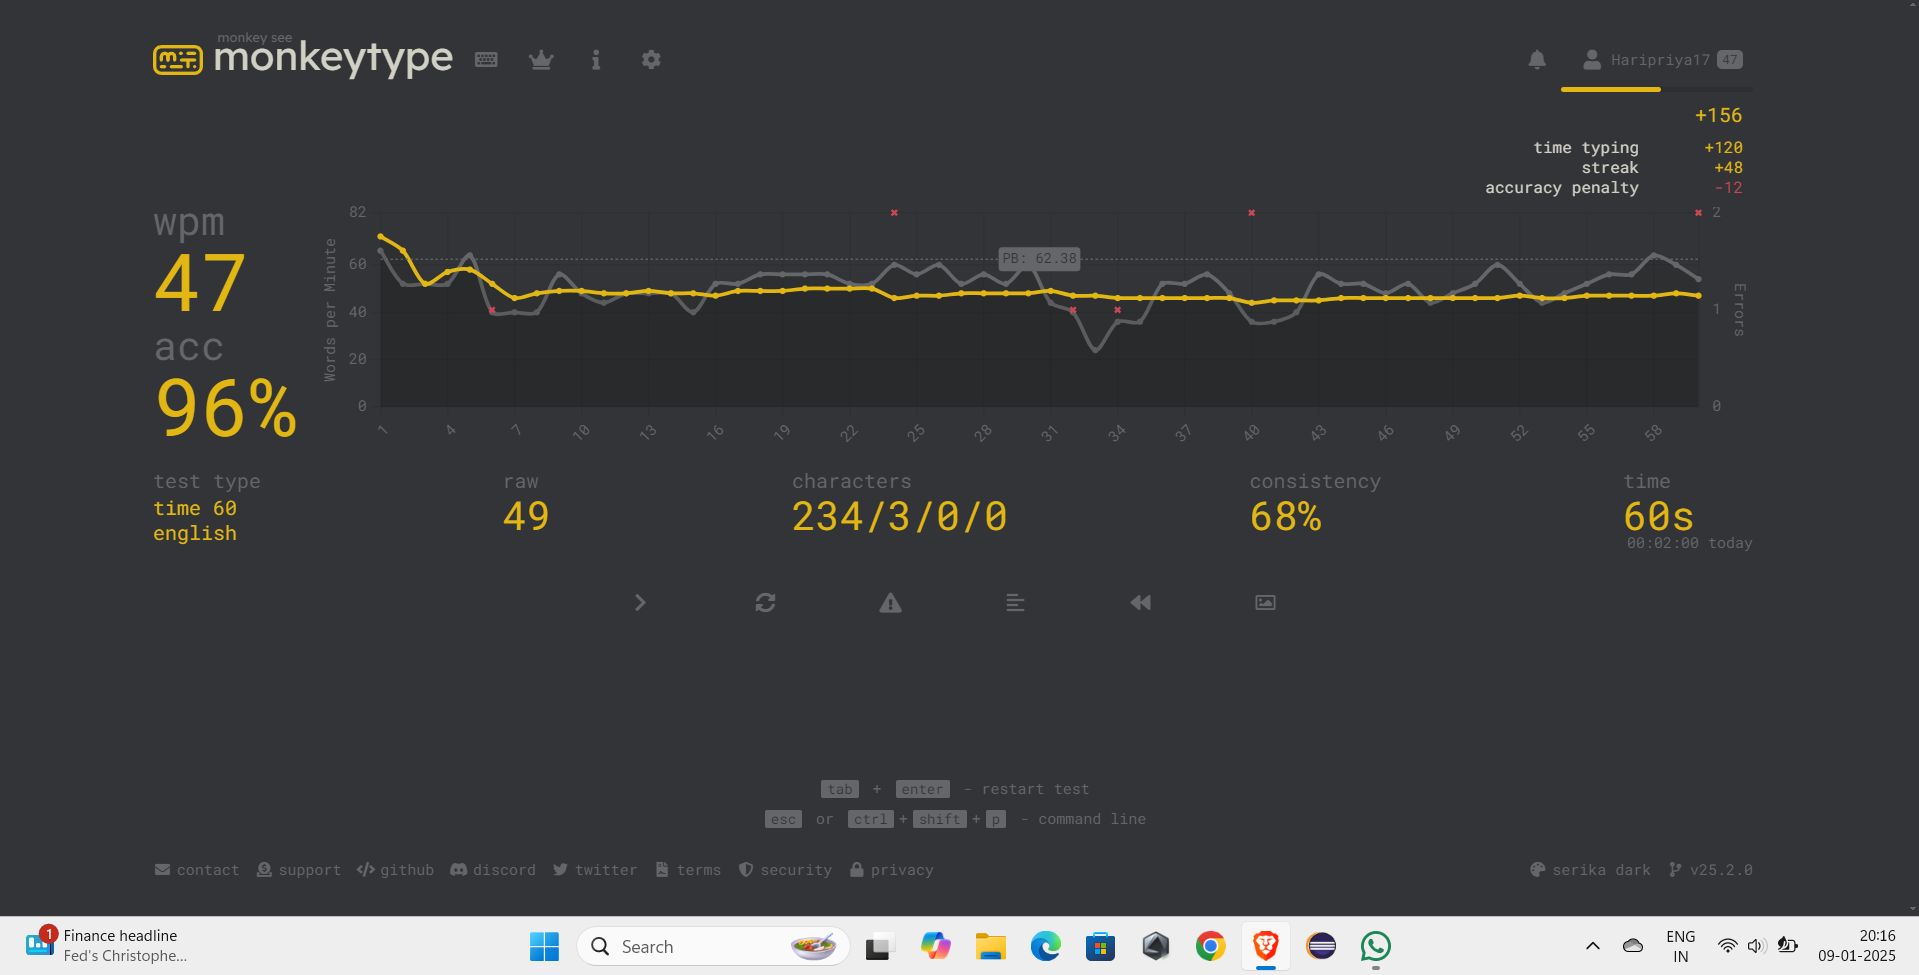 monkey see
monkeytype
Haripriya17 47
+156
time typing +120
streak +48
accuracy penalty -12
wpm
47
acc
96%
Words per Minute
82
60
40
20
0
PB: 62.38
2
1
0
Errors
1 4 7 10 13 16 19 22 25 28 31 34 37 40 43 46 49 52 55 58
test type
time 60
english
raw
49
characters
234/3/0/0
consistency
68%
time
60s
00:02:00 today
tab + enter - restart test
esc or ctrl + shift + p - command line
contact support github discord twitter terms security privacy
serika dark v25.2.0
1
Finance headline
Fed's Christophe...
Search
ENG
IN
20:16
09-01-2025